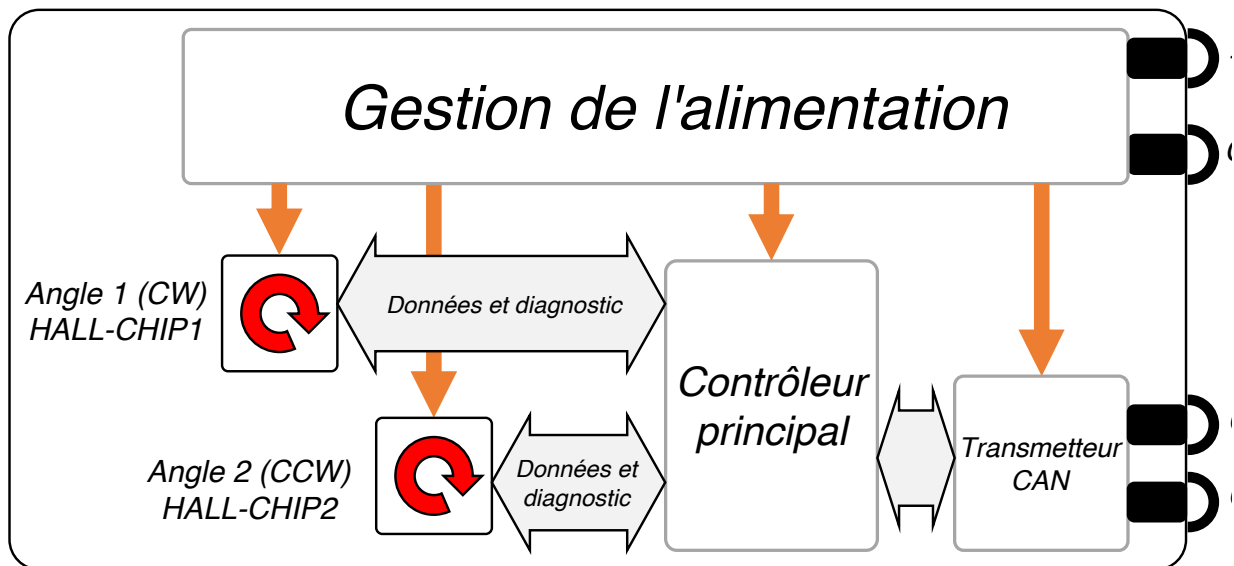 Gestion de l'alimentation
Angle 1 (CW)
HALL-CHIP1
Données et diagnostic
Contrôleur
principal
Angle 2 (CCW)
HALL-CHIP2
Données et
diagnostic
Transmetteur
CAN